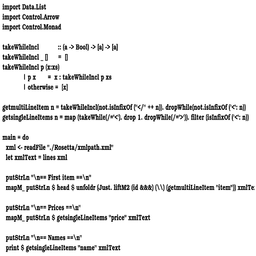 import Data.List
import Control.Arrow
import Control.Monad
takeWhileIncl :: (a -> Bool) -> [a] -> [a]
takeWhileIncl _ [] = []
takeWhileIncl p (x:xs)
| p x = x : takeWhileIncl p xs
| otherwise = [x]
getmultiLineItem n = takeWhileIncl(not.isInfixOf ("</" ++ n)). dropWhile(not.isInfixOf ('<': n))
getsingleLineItems n = map (takeWhile(/='<'). drop 1. dropWhile(/='>')). filter (isInfixOf ('<': n))
main = do
xml <- readFile "./Rosetta/xmlpath.xml"
let xmlText = lines xml
putStrLn "\n== First item ==\n"
mapM_ putStrLn $ head $ unfoldr (Just. liftM2 (id &&&) (\\) (getmultiLineItem "item")) xmlTe
putStrLn "\n== Prices ==\n"
mapM_ putStrLn $ getsingleLineItems "price" xmlText
putStrLn "\n== Names ==\n"
print $ getsingleLineItems "name" xmlText